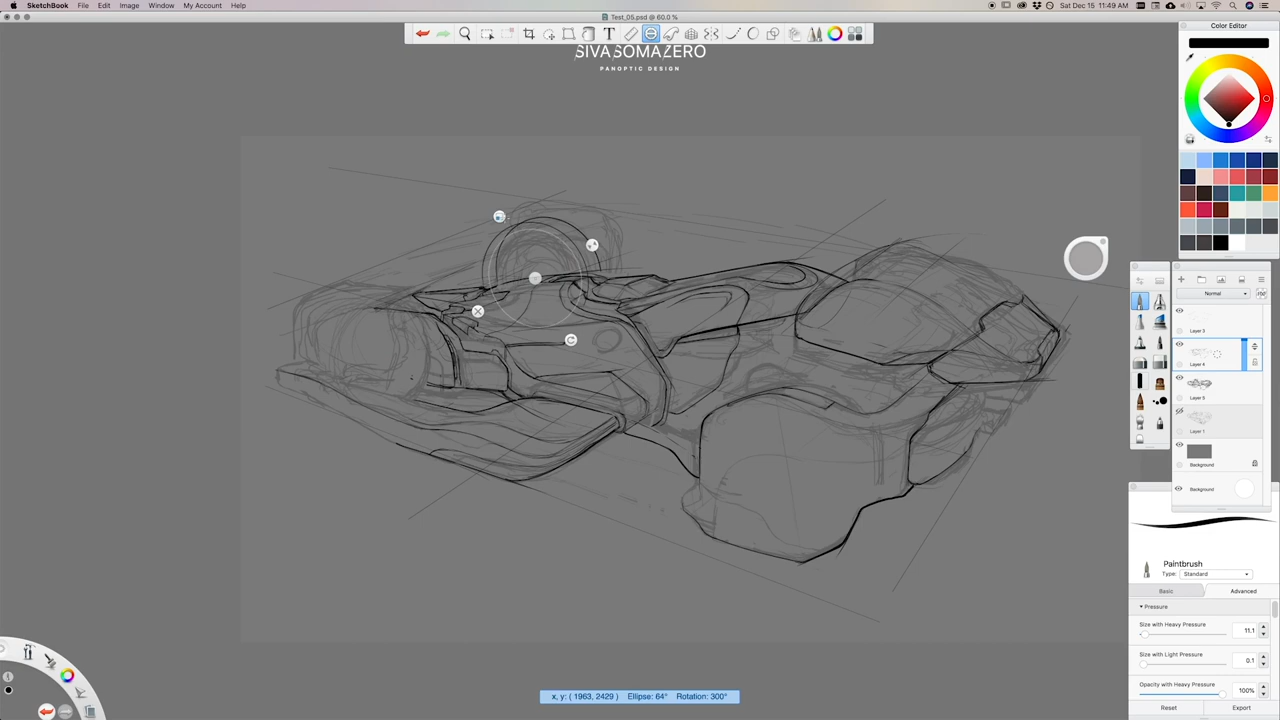 SketchBook File Edit Image Window My Account Help
Sat Dec 15 11:49 AM
Test_05.psd @ 60.0 %
Color Editor
T
SIVASOMAZERO
PANOPTIC DESIGN
Normal
Layer 3
Layer 4
Layer 5
Layer 1
Background
Background
Paintbrush
Type: Standard
Basic Advanced
Pressure
Size with Heavy Pressure
11.1
Size with Light Pressure
0.1
Opacity with Heavy Pressure
100%
Reset Export
x, y: ( 1963, 2429 ) Ellipse: 64° Rotation: 300°